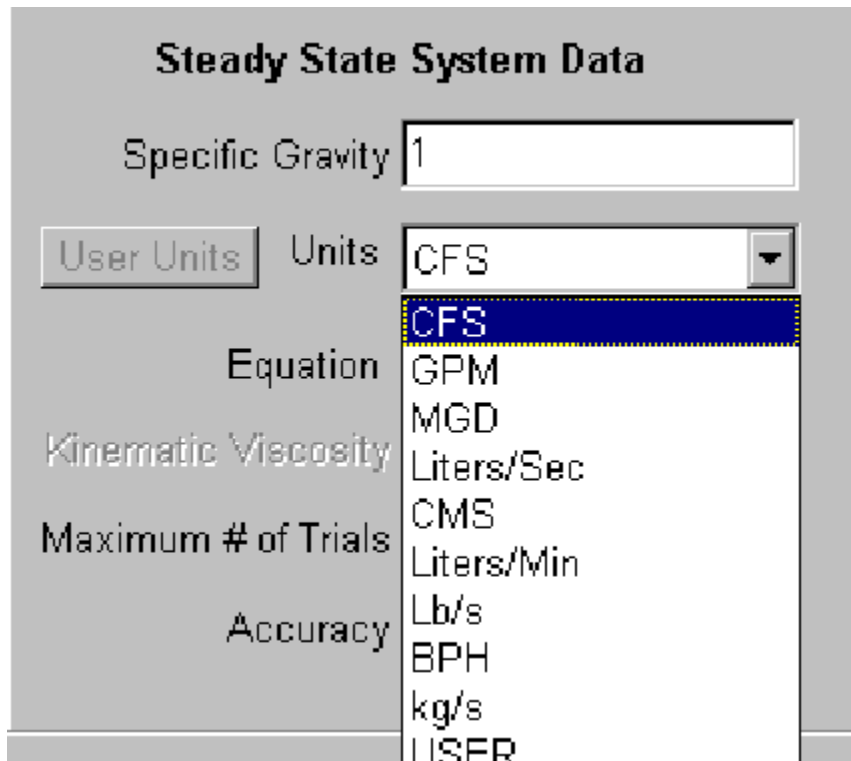 Steady State System Data
Specific Gravity 1
User Units Units CFS
CFS
Equation GPM
MGD
Kinematic Viscosity
Liters/Sec
CMS
Maximum # of Trials
Liters/Min
Lb/s
Accuracy
BPH
kg/s
USER